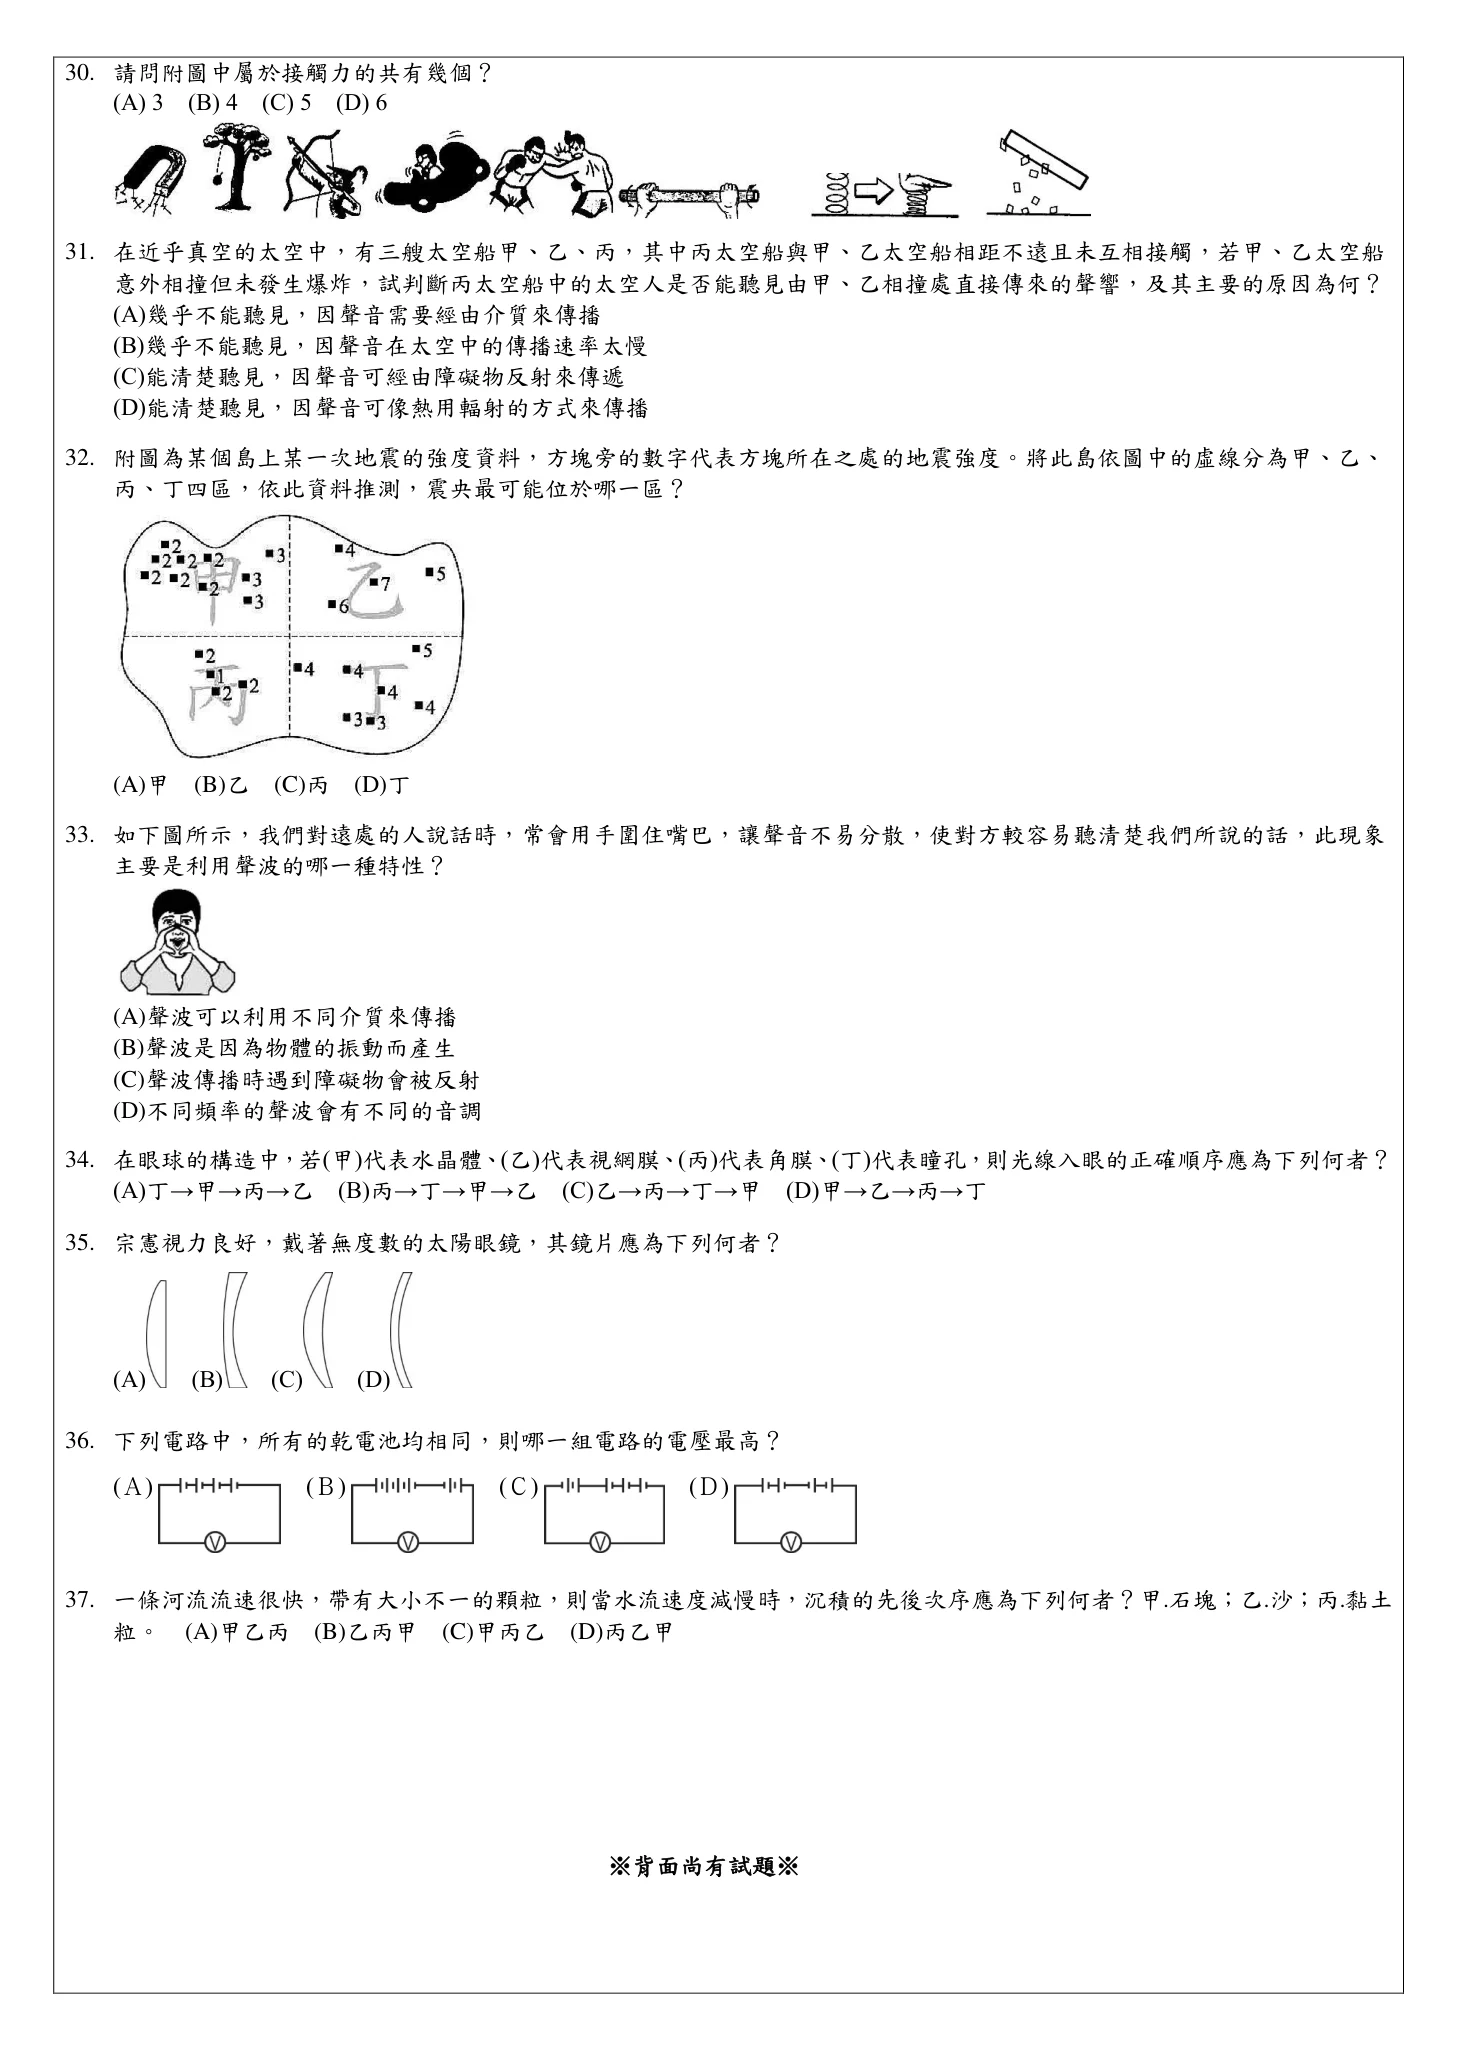 30. 請問附圖中屬於接觸力的共有幾個？
(A) 3 (B) 4 (C) 5 (D) 6
31. 在近乎真空的太空中，有三艘太空船甲、乙、丙，其中丙太空船與甲、乙太空船相距不遠且未互相接觸，若甲、乙太空船
意外相撞但未發生爆炸，試判斷丙太空船中的太空人是否能聽見由甲、乙相撞處直接傳來的聲響，及其主要的原因為何？
(A)幾乎不能聽見，因聲音需要經由介質來傳播
(B)幾乎不能聽見，因聲音在太空中的傳播速率太慢
(C)能清楚聽見，因聲音可經由障礙物反射來傳遞
(D)能清楚聽見，因聲音可像熱用輻射的方式來傳播
32. 附圖為某個島上某一次地震的強度資料，方塊旁的數字代表方塊所在之處的地震強度。將此島依圖中的虛線分為甲、乙、
丙、丁四區，依此資料推測，震央最可能位於哪一區？
2 3 4
2 2 2 5
2 2 2 3 7
3 6
甲 乙
2 5
1 4 4
2 2 4
4
3 3
丙 丁
(A)甲 (B)乙 (C)丙 (D)丁
33. 如下圖所示，我們對遠處的人說話時，常會用手圍住嘴巴，讓聲音不易分散，使對方較容易聽清楚我們所說的話，此現象
主要是利用聲波的哪一種特性？
(A)聲波可以利用不同介質來傳播
(B)聲波是因為物體的振動而產生
(C)聲波傳播時遇到障礙物會被反射
(D)不同頻率的聲波會有不同的音調
34. 在眼球的構造中，若(甲)代表水晶體、(乙)代表視網膜、(丙)代表角膜、(丁)代表瞳孔，則光線入眼的正確順序應為下列何者？
(A)丁→甲→丙→乙 (B)丙→丁→甲→乙 (C)乙→丙→丁→甲 (D)甲→乙→丙→丁
35. 宗憲視力良好，戴著無度數的太陽眼鏡，其鏡片應為下列何者？
(A) (B) (C) (D)
36. 下列電路中，所有的乾電池均相同，則哪一組電路的電壓最高？
(A) (B) (C) (D)
V V V V
37. 一條河流流速很快，帶有大小不一的顆粒，則當水流速度減慢時，沉積的先後次序應為下列何者？甲.石塊；乙.沙；丙.黏土
粒。 (A)甲乙丙 (B)乙丙甲 (C)甲丙乙 (D)丙乙甲
※背面尚有試題※